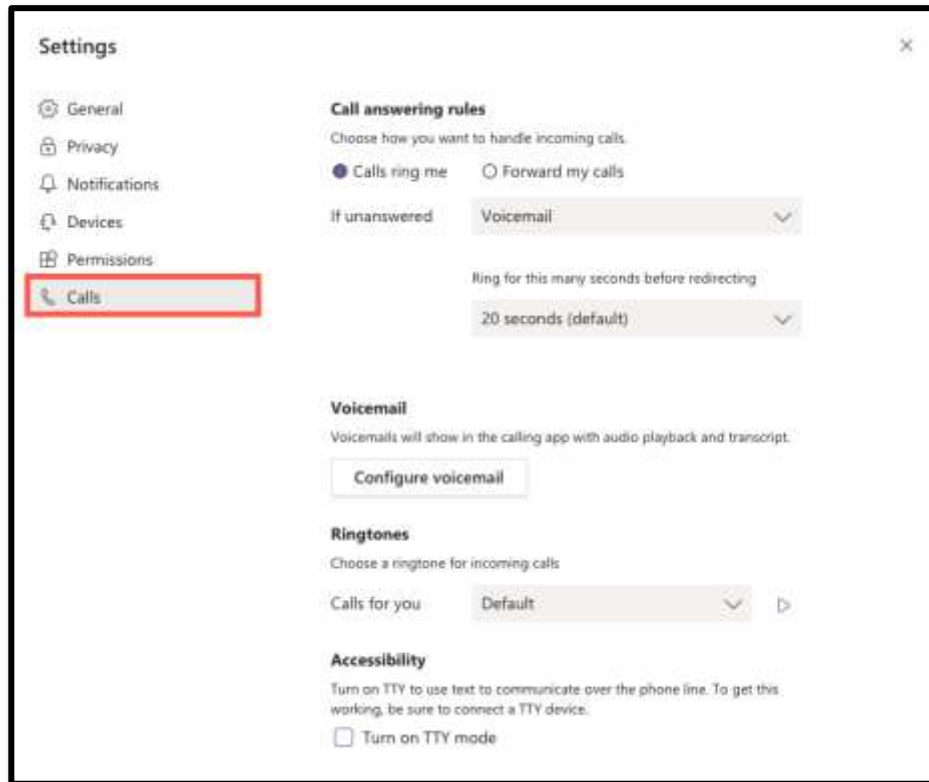 Settings
General
Privacy
Notifications
Devices
Permissions
Calls
Call answering rules
Choose how you want to handle incoming calls.
Calls ring me
Forward my calls
If unanswered
Voicemail
Ring for this many seconds before redirecting
20 seconds (default)
Voicemail
Voicemails will show in the calling app with audio playback and transcript.
Configure voicemail
Ringtones
Choose a ringtone for incoming calls
Calls for you
Default
Accessibility
Turn on TTY to use text to communicate over the phone line. To get this
working, be sure to connect a TTY device.
Turn on TTY mode